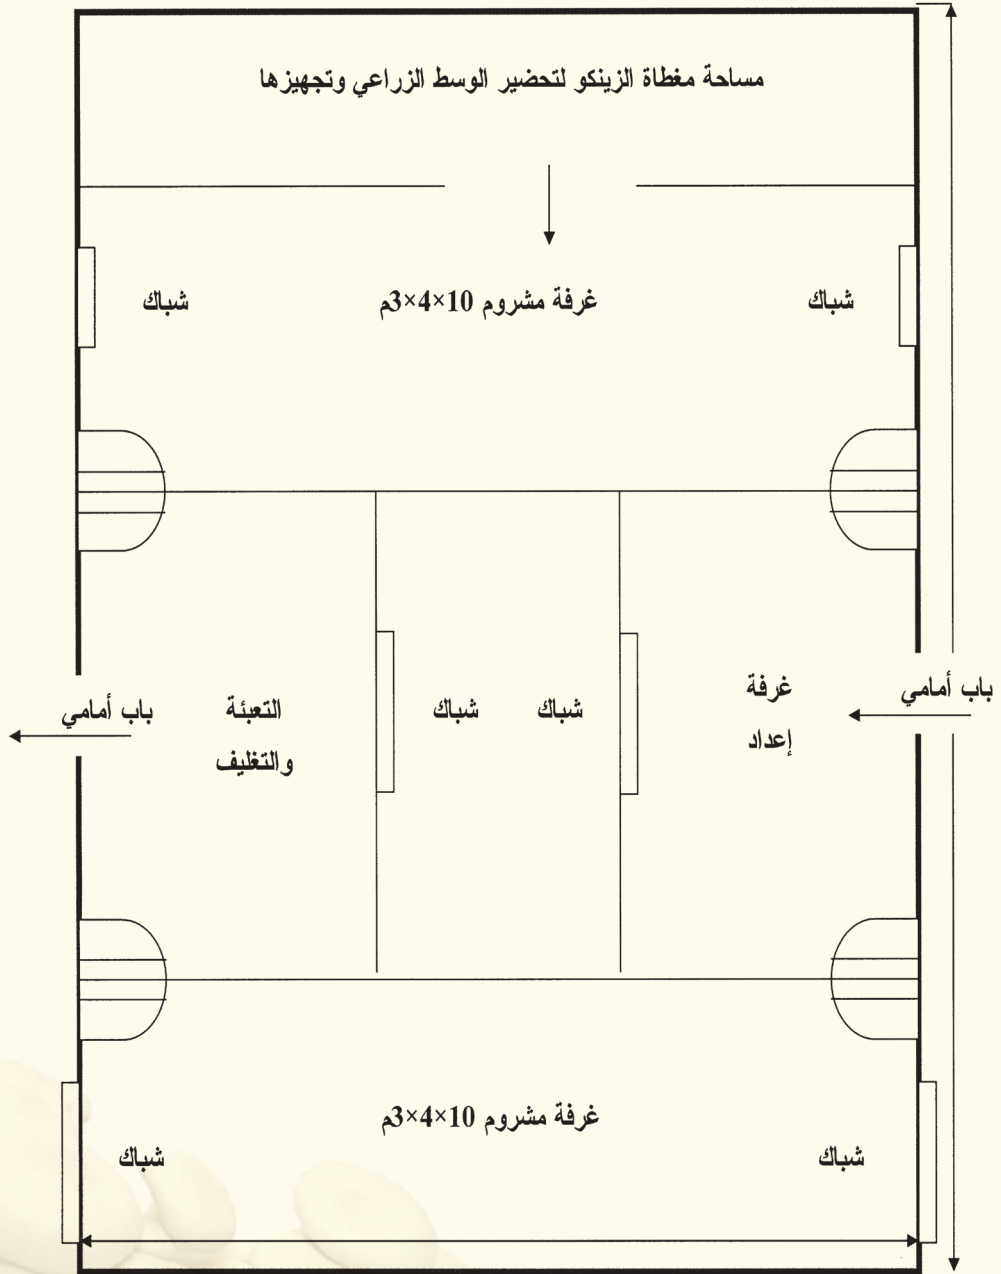 مساحة مغطاة الزينكو لتحضير الوسط الزراعي وتجهيزها
شباك
غرفة مشروم 10×4×3م
شباك
باب أمامي
غرفة
إعداد
شباك
شباك
التعبئة
والتغليف
باب أمامي
غرفة مشروم 10×4×3م
شباك
شباك